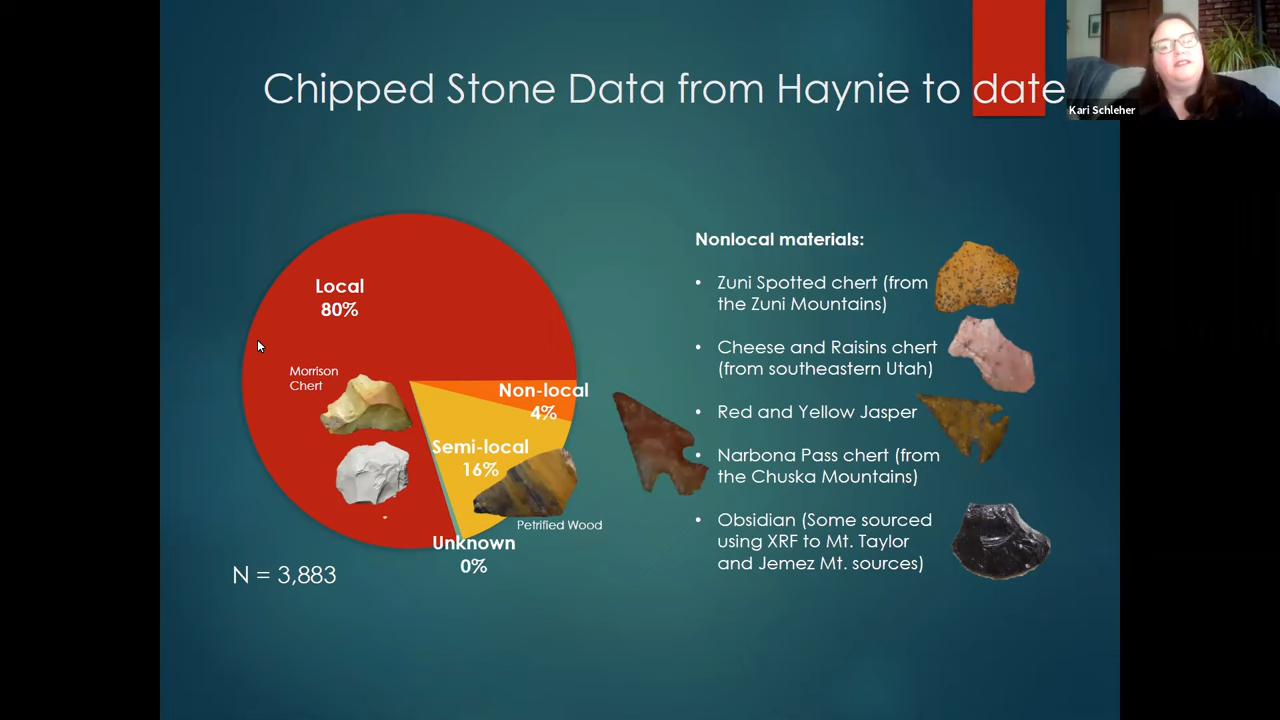 Chipped Stone Data from Haynie to date
Kari Schleher
Local
80%
Morrison
Chert
Non-local
4%
Semi-local
16%
Petrified Wood
Unknown
0%
N = 3,883
Nonlocal materials:
• Zuni Spotted chert (from
the Zuni Mountains)
• Cheese and Raisins chert
(from southeastern Utah)
• Red and Yellow Jasper
• Narbona Pass chert (from
the Chuska Mountains)
• Obsidian (Some sourced
using XRF to Mt. Taylor
and Jemez Mt. sources)